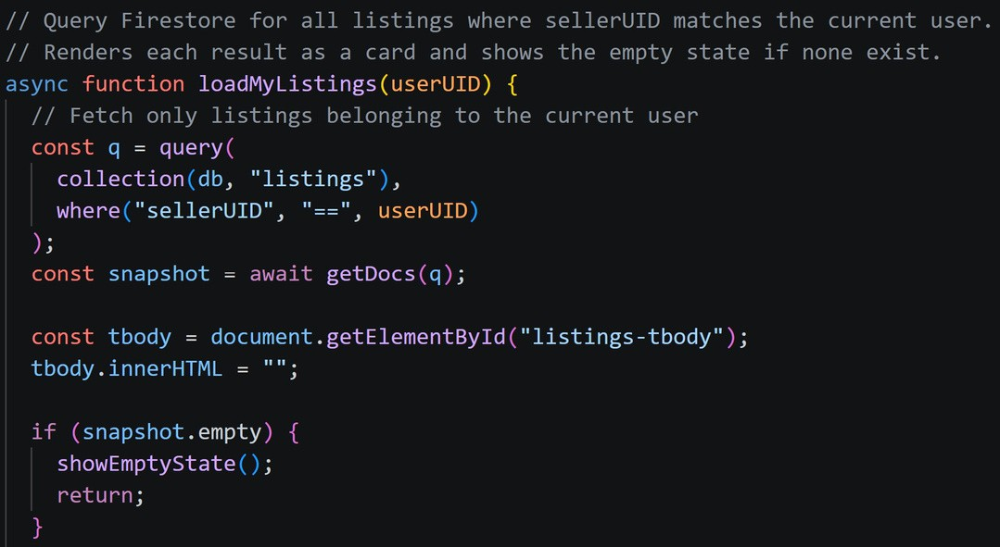 // Query Firestore for all listings where sellerUID matches the current user.
// Renders each result as a card and shows the empty state if none exist.
async function loadMyListings(userUID) {
  // Fetch only listings belonging to the current user
  const q = query(
    collection(db, "listings"),
    where("sellerUID", "==", userUID)
  );
  const snapshot = await getDocs(q);

  const tbody = document.getElementById("listings-tbody");
  tbody.innerHTML = "";

  if (snapshot.empty) {
    showEmptyState();
    return;
  }